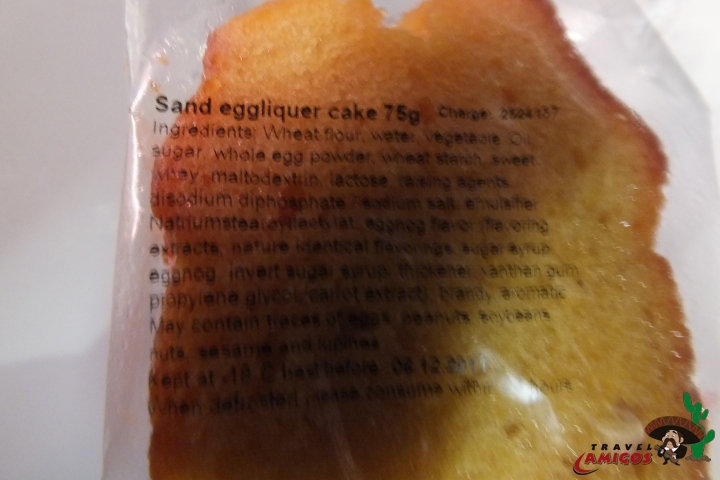 Sand eggliquer cake 75g Charge: 2504137
Ingredients: Wheat flour, water, vegetable Oil,
sugar, whole egg powder, wheat starch, sweet
whey, maltodextrin, lactose, raising agents,
disodium diphosphate / sodium salt, emulsifier
eggnog flavor (flavoring
extracts, nature identical flavorings, sugar syrup,
eggnog, invert sugar syrup, thickener, xanthan gum,
propylene glycol, carrot extract), brandy, aromatic
May contain traces of eggs, peanuts, soybeans,
nuts, sesame and lupines
Kept at -18 C best before: 06.12.
When defrosted please consume within hours
TRAVEL
AMIGOS